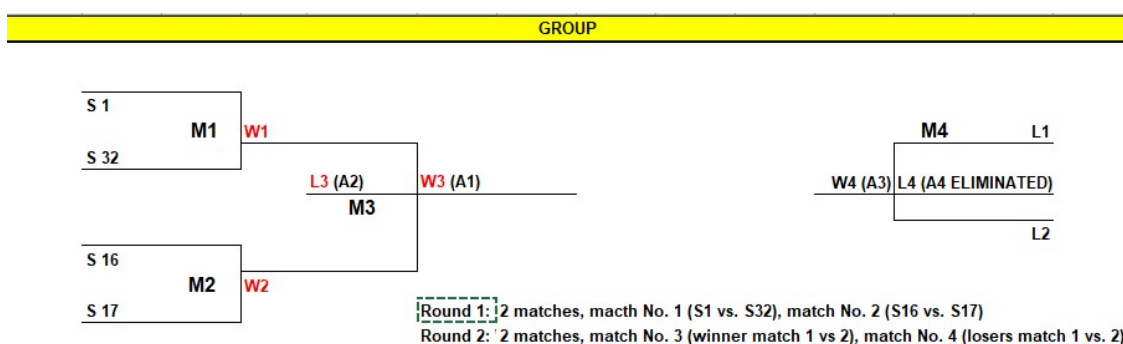 GROUP
S 1
M1
W1
S 32
L3 (A2)
W3 (A1)
M3
S 16
M2
W2
S 17
M4
L1
W4 (A3)
L4 (A4 ELIMINATED)
L2
Round 1: 2 matches, macth No. 1 (S1 vs. S32), match No. 2 (S16 vs. S17)
Round 2: ' 2 matches, match No. 3 (winner match 1 vs 2), match No. 4 (losers match 1 vs. 2)